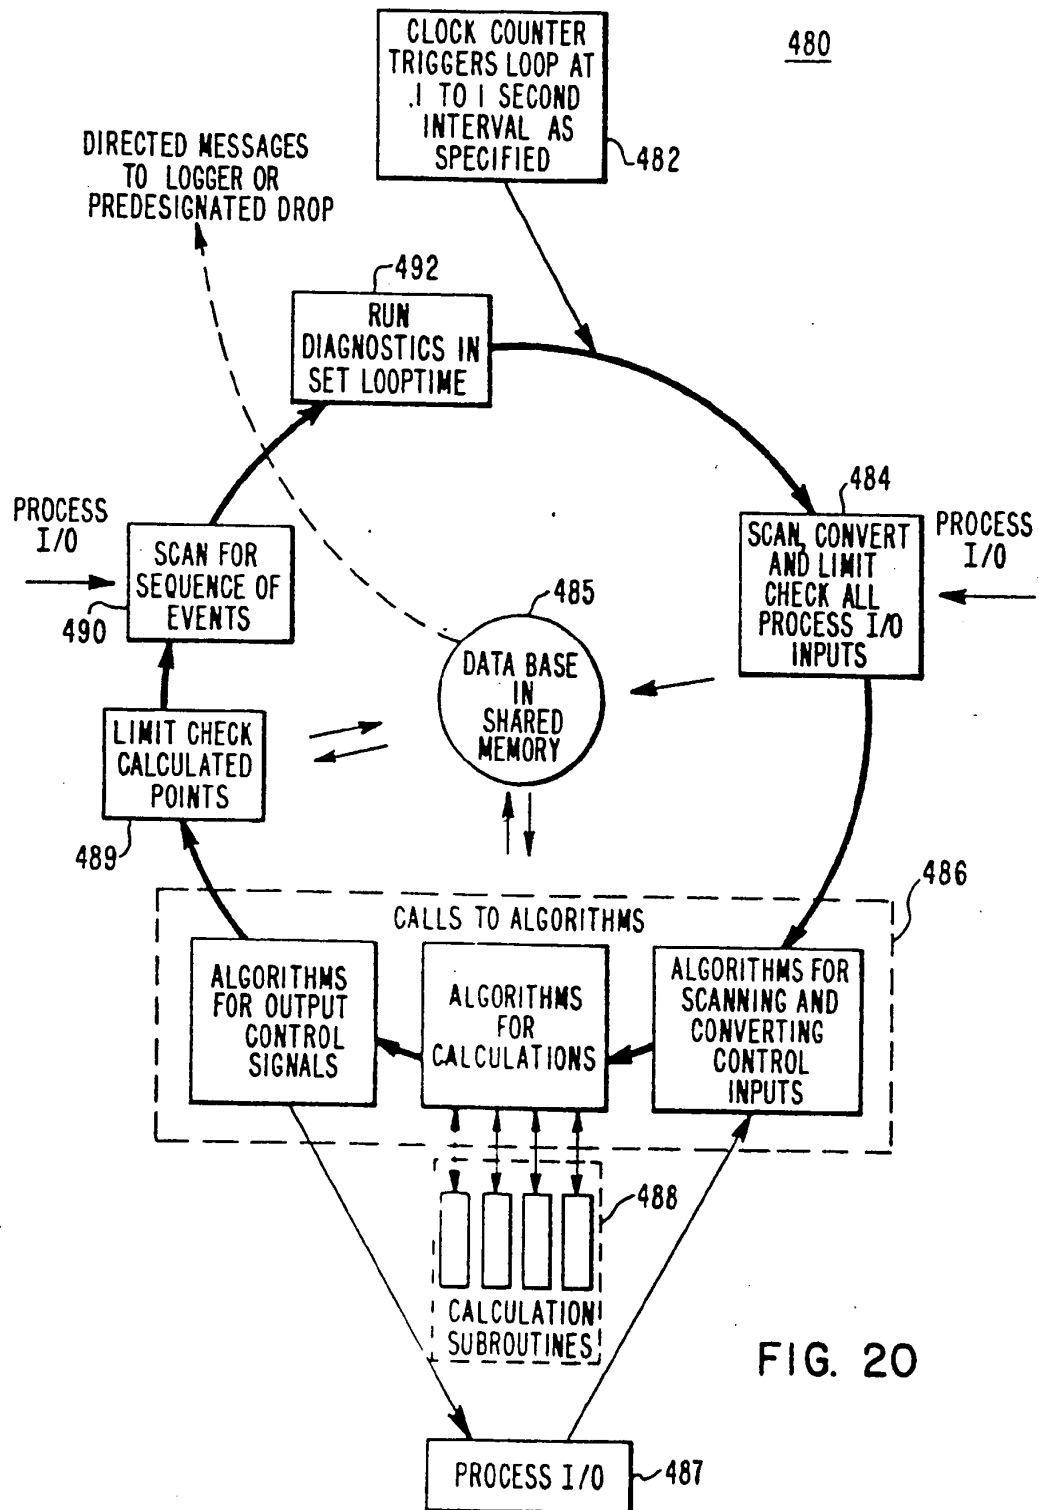 CLOCK COUNTER
TRIGGERS LOOP AT
.1 TO 1 SECOND
INTERVAL AS
SPECIFIED
480
482
DIRECTED MESSAGES
TO LOGGER OR
PREDESIGNATED DROP
492
RUN
DIAGNOSTICS IN
SET LOOPTIME
484
PROCESS
I/O
SCAN FOR
SEQUENCE OF
EVENTS
490
SCAN, CONVERT
AND LIMIT
CHECK ALL
PROCESS I/O
INPUTS
PROCESS
I/O
485
DATA BASE
IN
SHARED
MEMORY
LIMIT CHECK
CALCULATED
POINTS
489
486
CALLS TO ALGORITHMS
ALGORITHMS
FOR OUTPUT
CONTROL
SIGNALS
ALGORITHMS
FOR
CALCULATIONS
ALGORITHMS FOR
SCANNING AND
CONVERTING
CONTROL
INPUTS
488
CALCULATION
SUBROUTINES
FIG. 20
PROCESS I/O
487